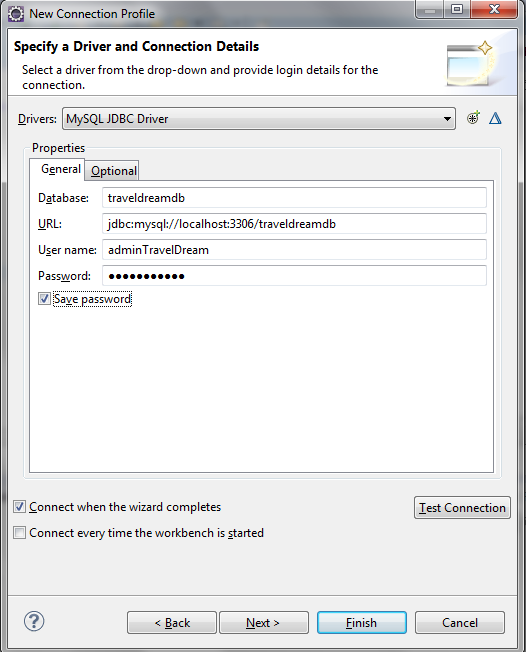 New Connection Profile
Specify a Driver and Connection Details
Select a driver from the drop-down and provide login details for the
connection.
Drivers: MySQL JDBC Driver
Properties
General Optional
Database: traveldreamdb
URL: jdbc:mysql://localhost:3306/traveldreamdb
User name: adminTravelDream
Password: ●●●●●●●●●●●
Save password
Connect when the wizard completes
Test Connection
Connect every time the workbench is started
? < Back Next > Finish Cancel